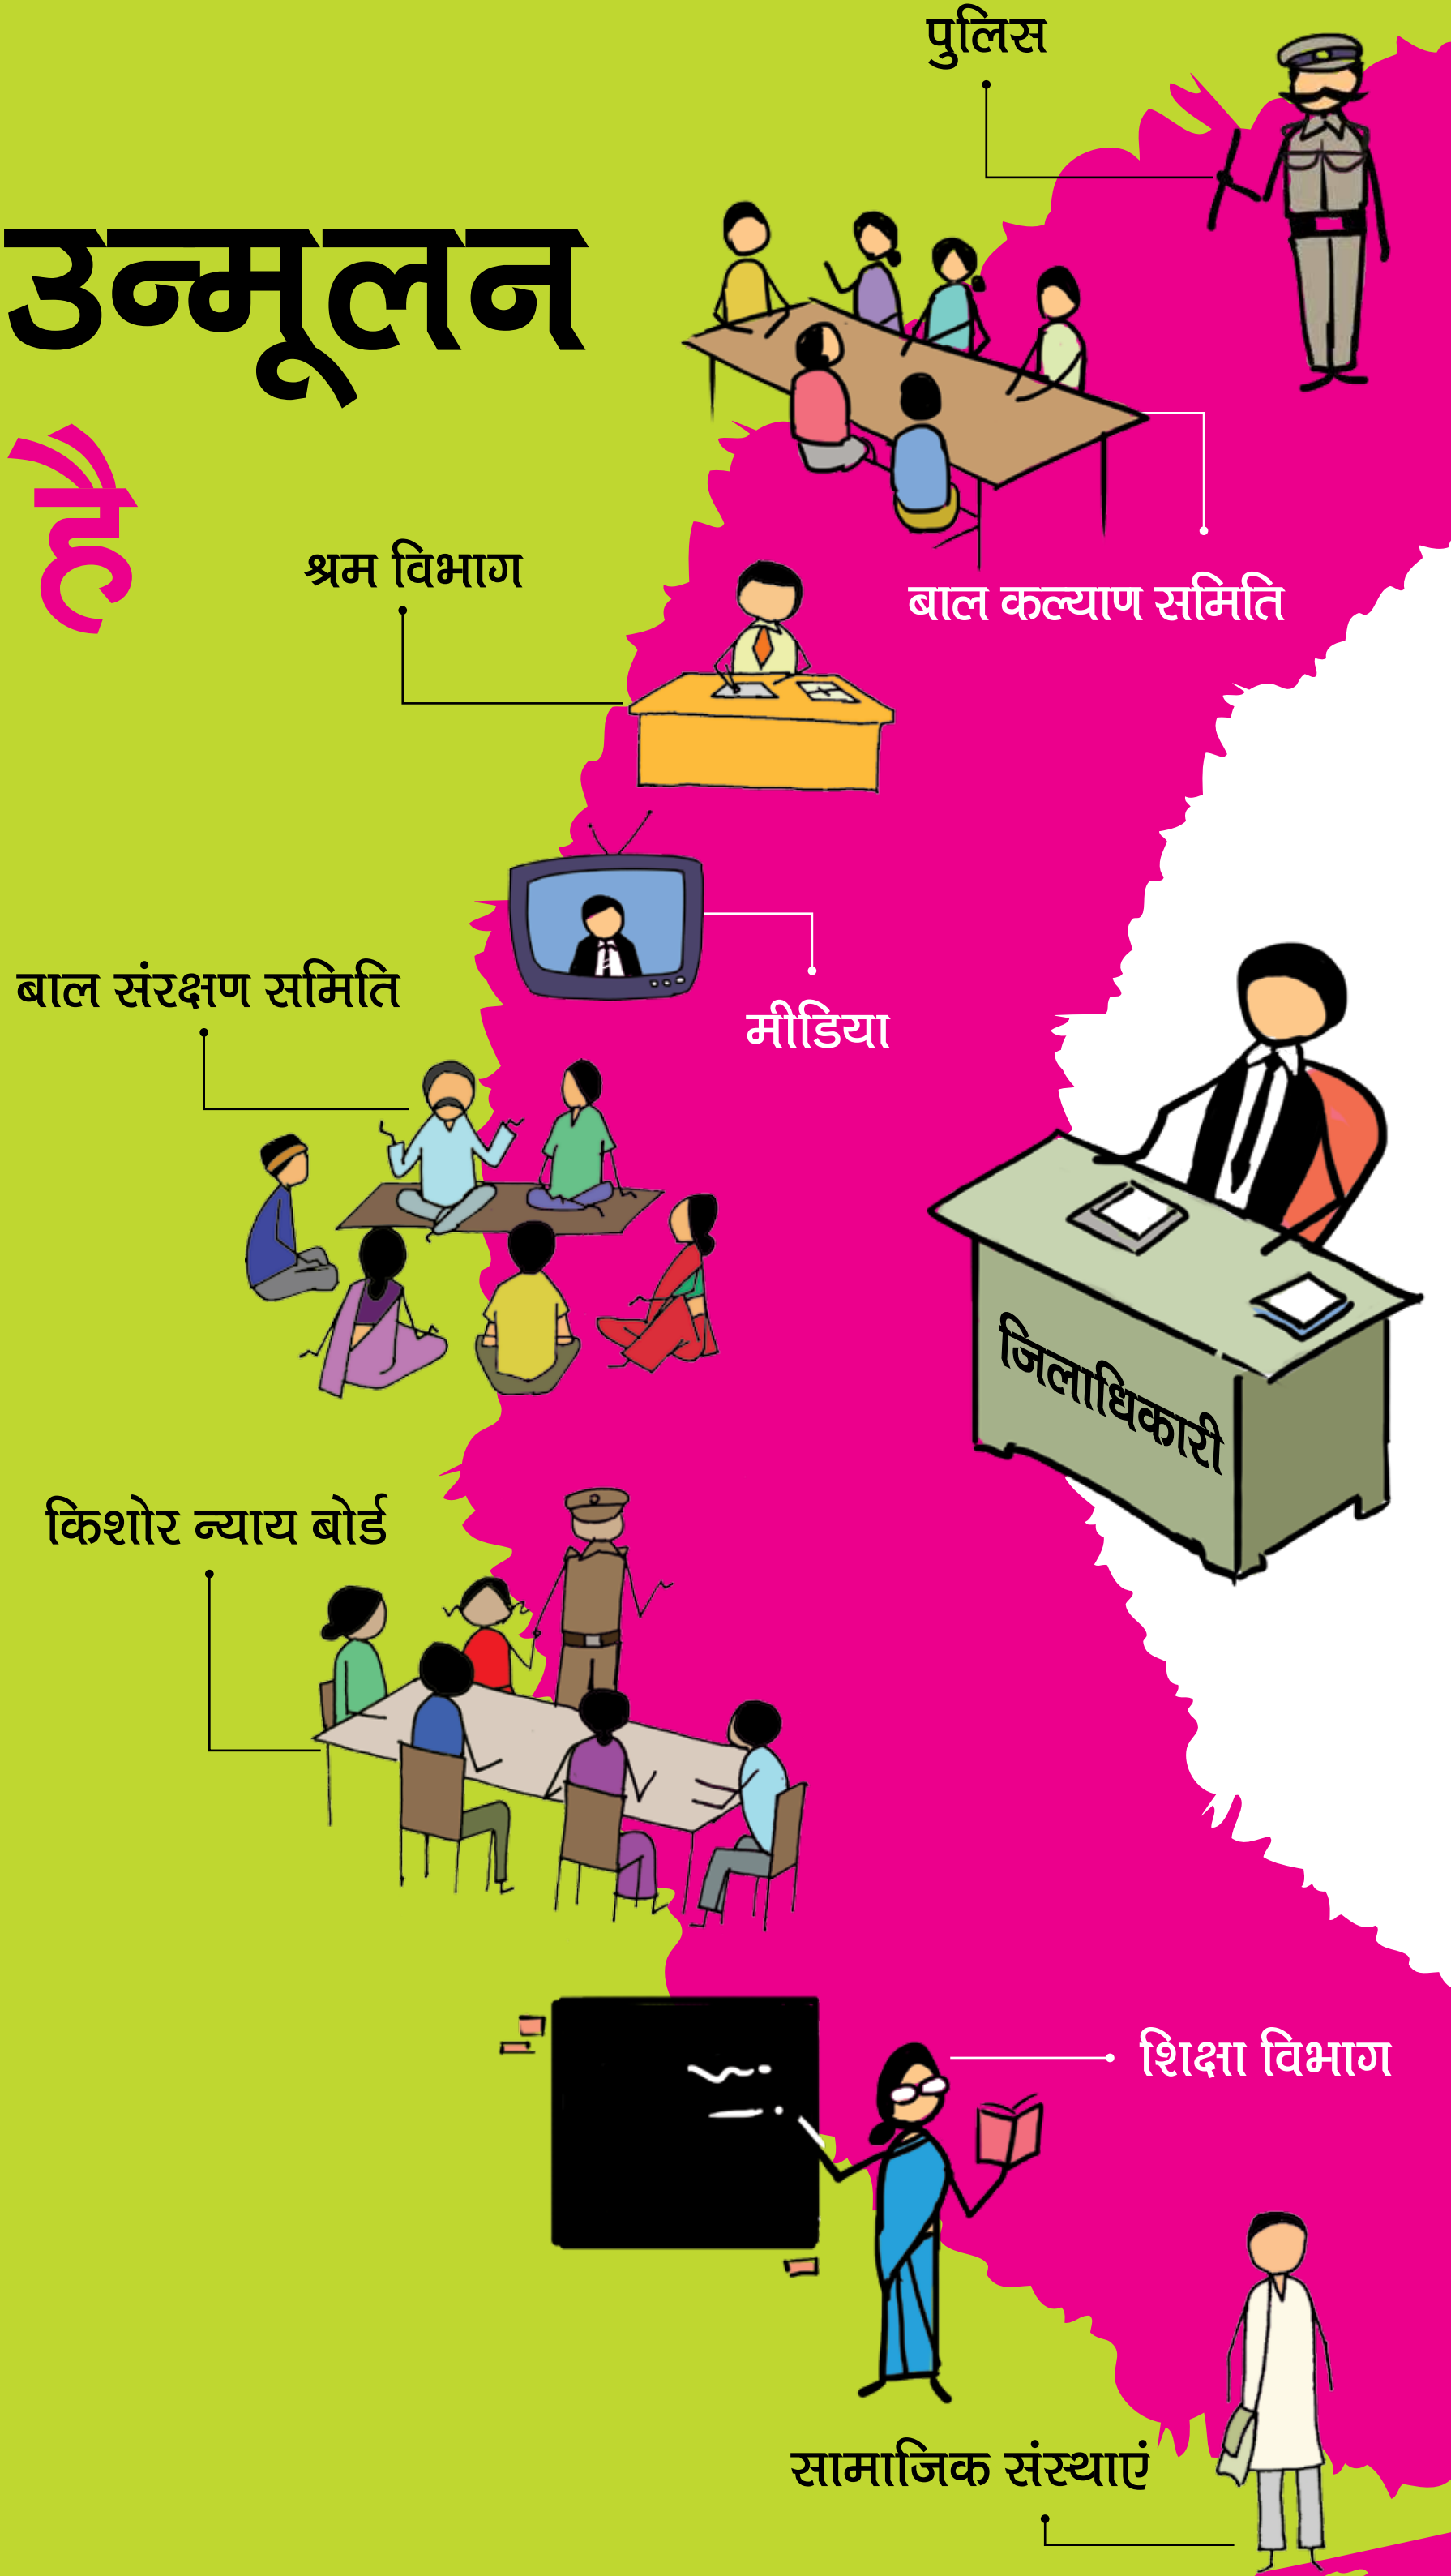 पुलिस
उन्मूलन
है
श्रम विभाग
बाल कल्याण समिति
बाल संरक्षण समिति
मीडिया
जिलाधिकारी
किशोर न्याय बोर्ड
शिक्षा विभाग
सामाजिक संस्थाएं